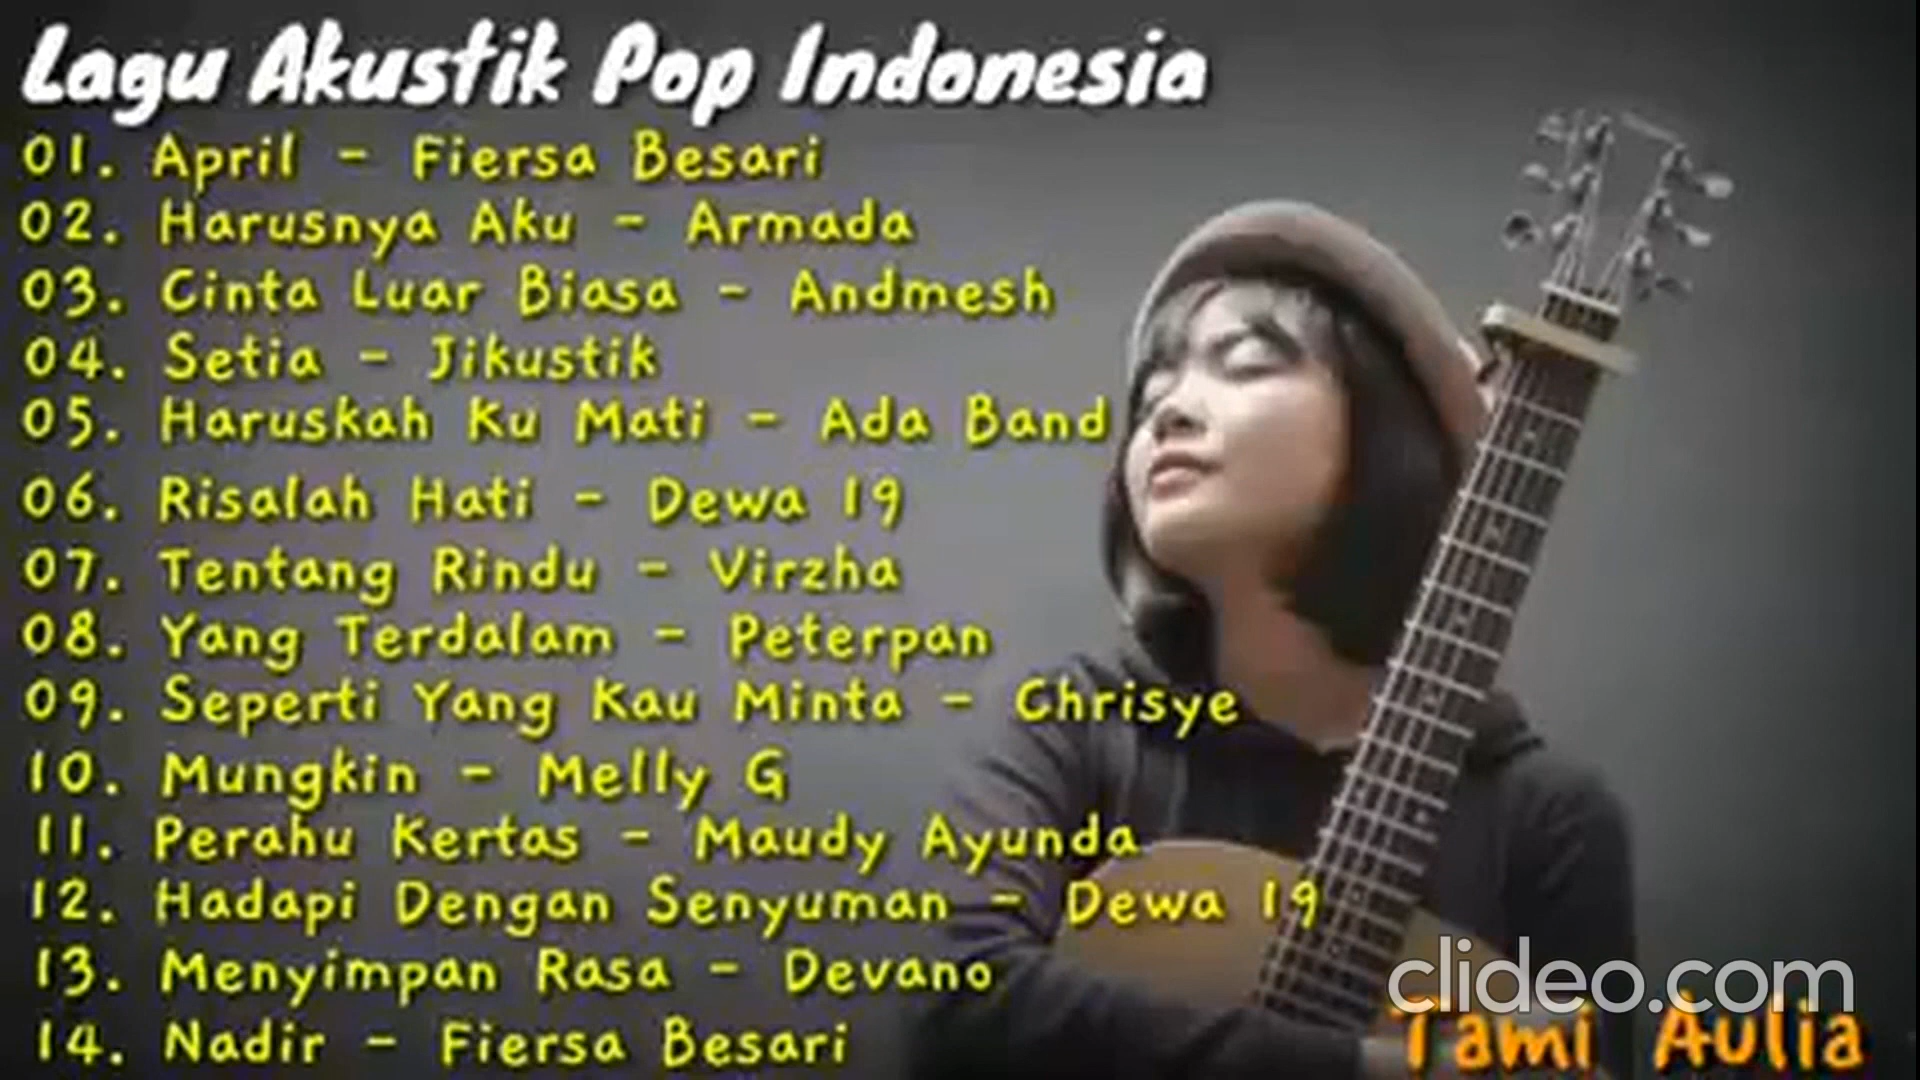 Lagu Akustik Pop Indonesia
01. April - Fiersa Besari
02. Harusnya Aku - Armada
03. Cinta Luar Biasa - Andmesh
04. Setia - Jikustik
05. Haruskah Ku Mati - Ada Band
06. Risalah Hati - Dewa 19
07. Tentang Rindu - Virzha
08. Yang Terdalam - Peterpan
09. Seperti Yang Kau Minta - Chrisye
10. Mungkin - Melly G
11. Perahu Kertas - Maudy Ayunda
12. Hadapi Dengan Senyuman - Dewa 19
13. Menyimpan Rasa - Devano
14. Nadir - Fiersa Besari
clideo.com
Tami Aulia